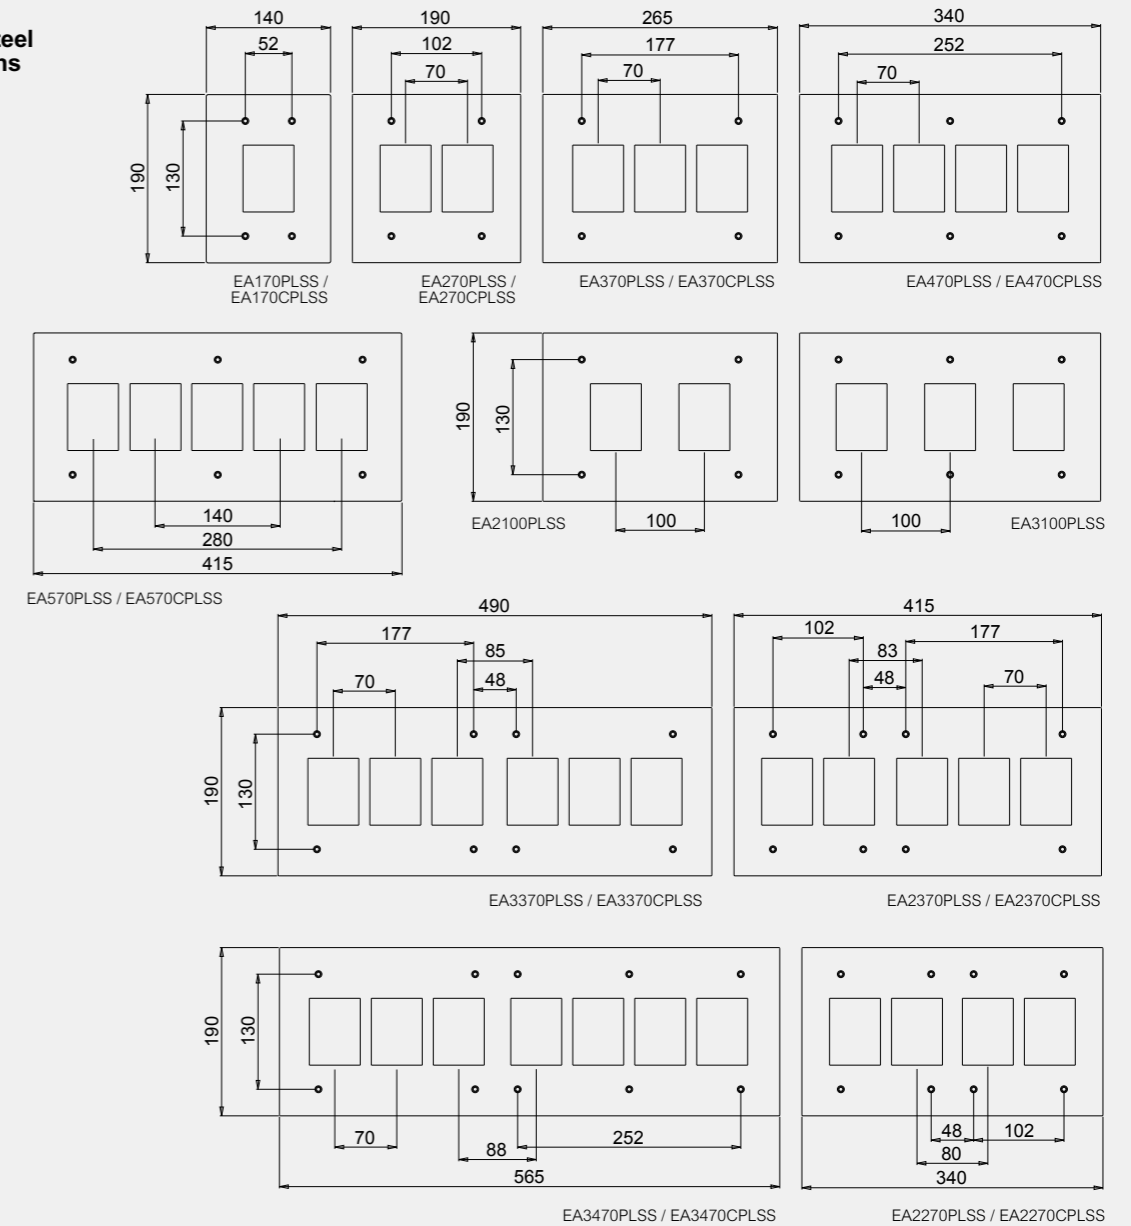 eel
ns
140
190
265
340
52
102
177
252
70
70
70
190
130
EA170PLSS /
EA170CPLSS
EA270PLSS /
EA270CPLSS
EA370PLSS / EA370CPLSS
EA470PLSS / EA470CPLSS
140
280
415
EA570PLSS / EA570CPLSS
190
130
100
EA2100PLSS
100
EA3100PLSS
490
177
85
48
70
190
130
EA3370PLSS / EA3370CPLSS
415
102
177
83
48
70
EA2370PLSS / EA2370CPLSS
190
130
70
252
88
565
EA3470PLSS / EA3470CPLSS
48
102
80
340
EA2270PLSS / EA2270CPLSS